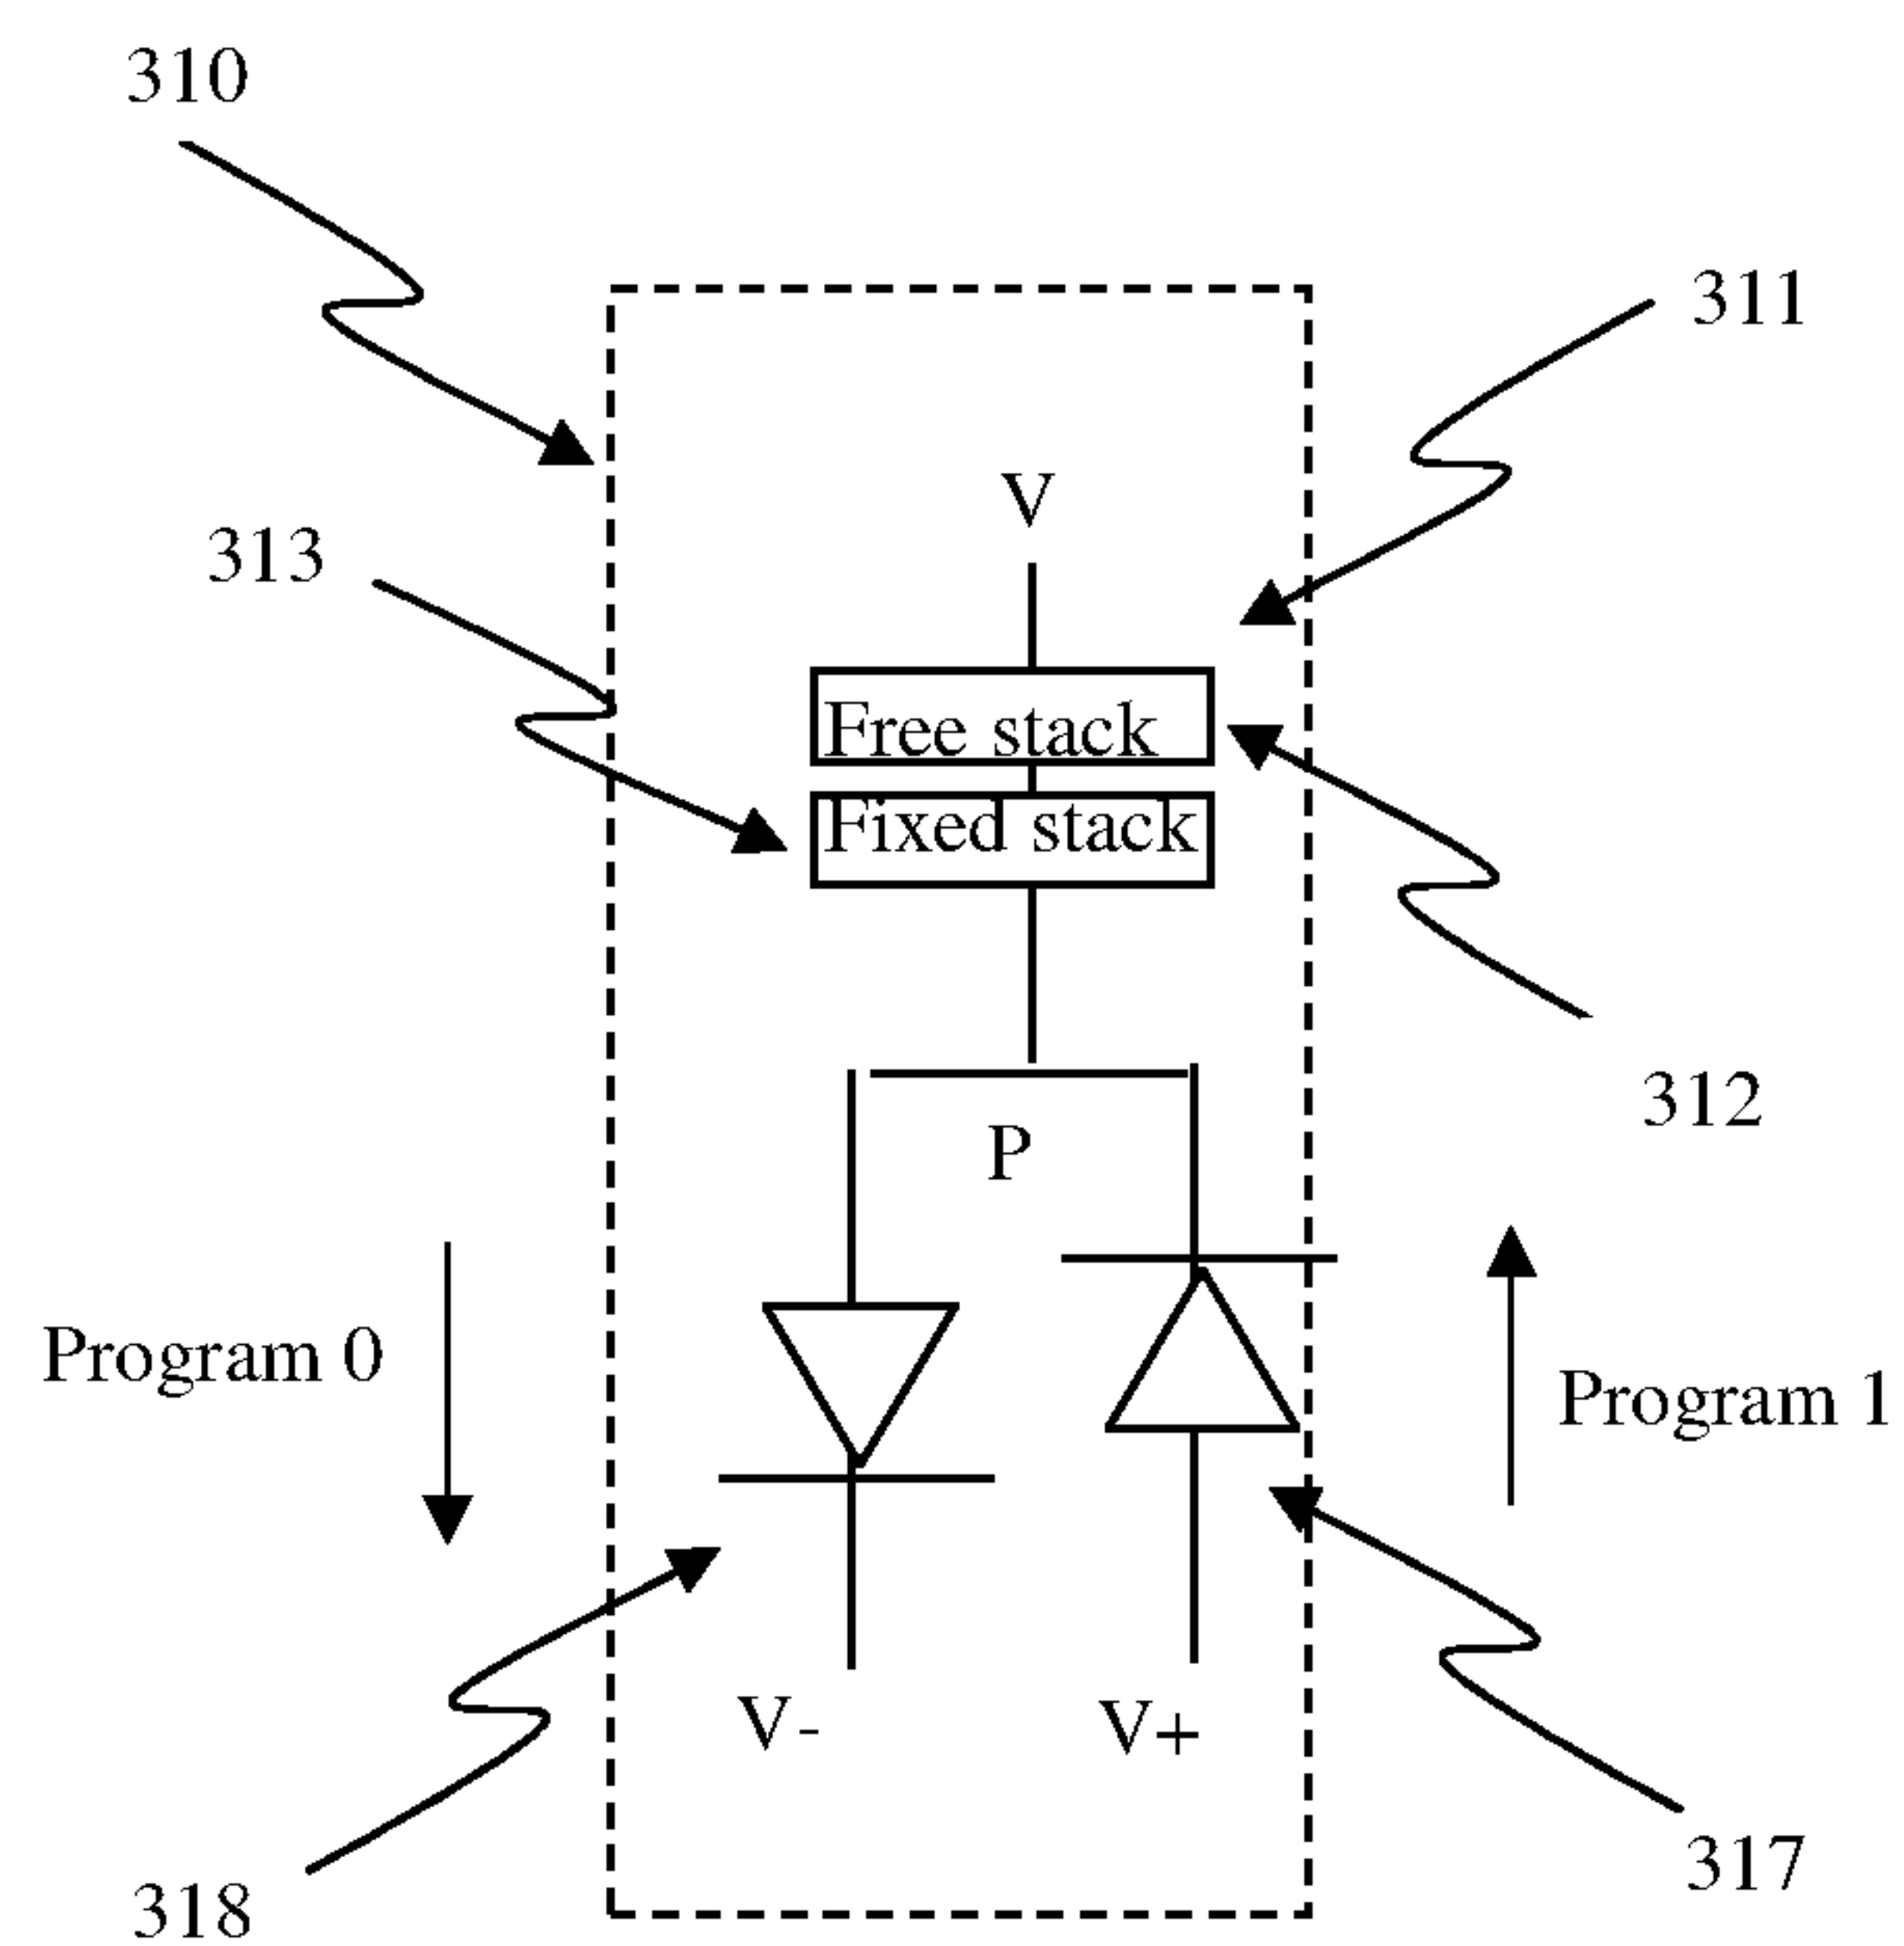 310
311
V
313
Free stack
Fixed stack
312
P
Program 0
Program 1
V-
V+
317
318